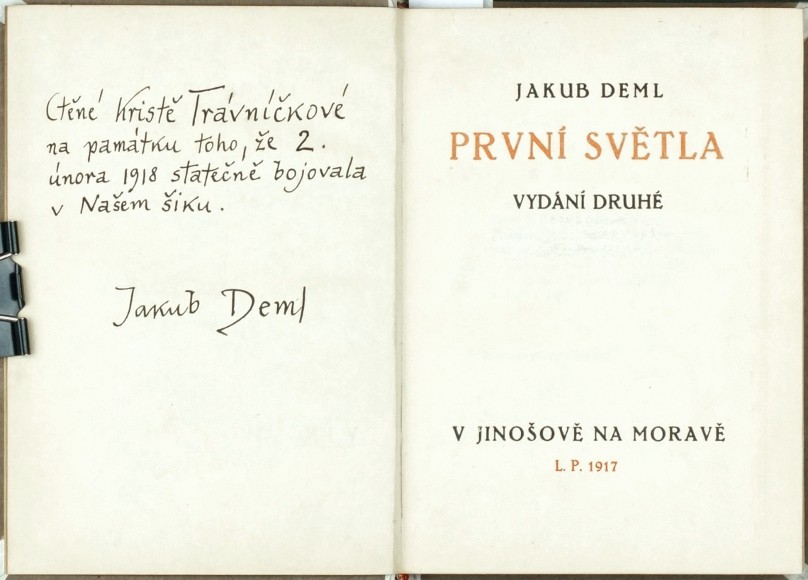 Ctěné Kristě Trávníčkové
na památku toho, že 2.
února 1918 statečně bojovala
v Našem šiku.
Jakub Deml
JAKUB DEML
PRVNÍ SVĚTLA
VYDÁNÍ DRUHÉ
V JINOŠOVĚ NA MORAVĚ
L. P. 1917